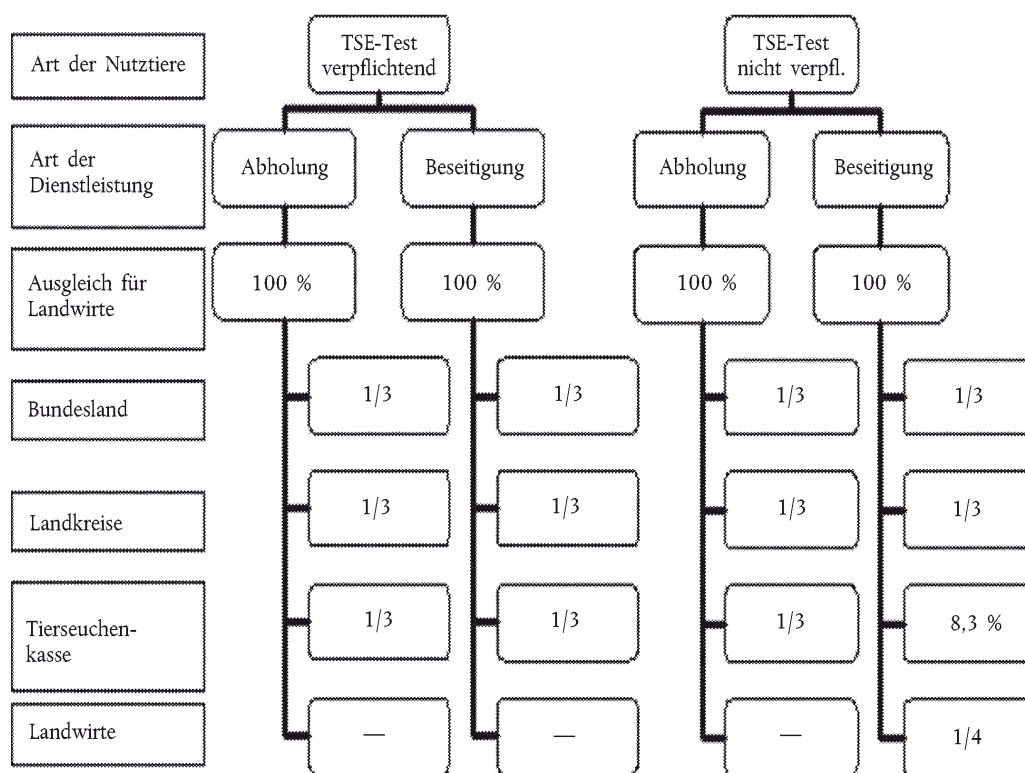 Art der Nutztiere
TSE-Test
verpflichtend
TSE-Test
nicht verpfl.
Art der
Dienstleistung
Abholung
Beseitigung
Abholung
Beseitigung
Ausgleich für
Landwirte
100 %
100 %
100 %
100 %
Bundesland
1/3
1/3
1/3
1/3
Landkreise
1/3
1/3
1/3
1/3
Tierseuchen-
kasse
1/3
1/3
1/3
8,3 %
Landwirte
—
—
—
1/4